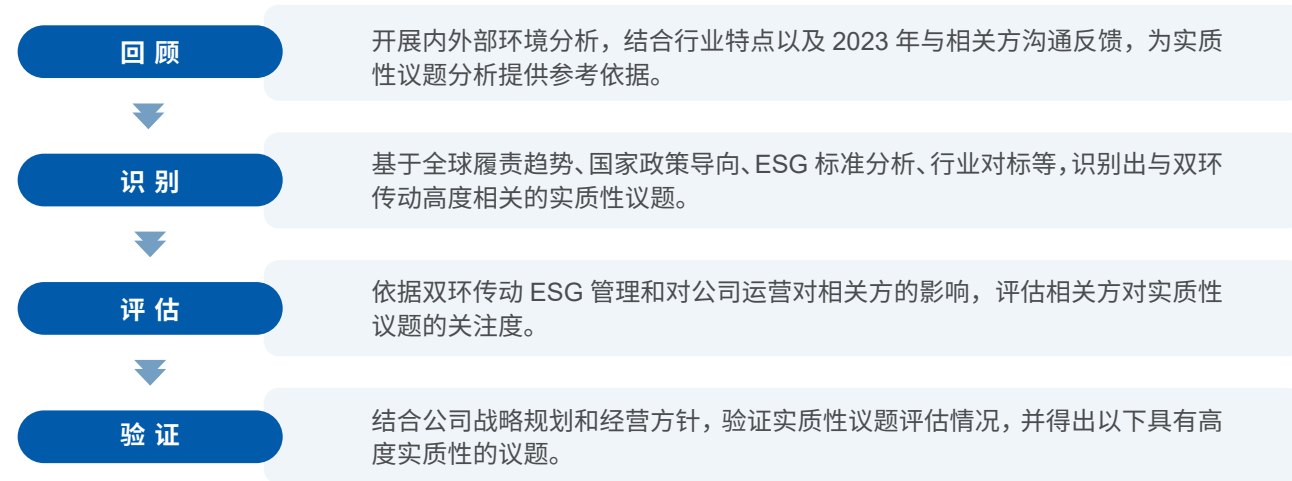 回顾
开展内外部环境分析，结合行业特点以及 2023 年与相关方沟通反馈，为实质
性议题分析提供参考依据。
识别
基于全球履责趋势、国家政策导向、ESG 标准分析、行业对标等，识别出与双环
传动高度相关的实质性议题。
评估
依据双环传动 ESG 管理和对公司运营对相关方的影响，评估相关方对实质性
议题的关注度。
验证
结合公司战略规划和经营方针，验证实质性议题评估情况，并得出以下具有高
度实质性的议题。